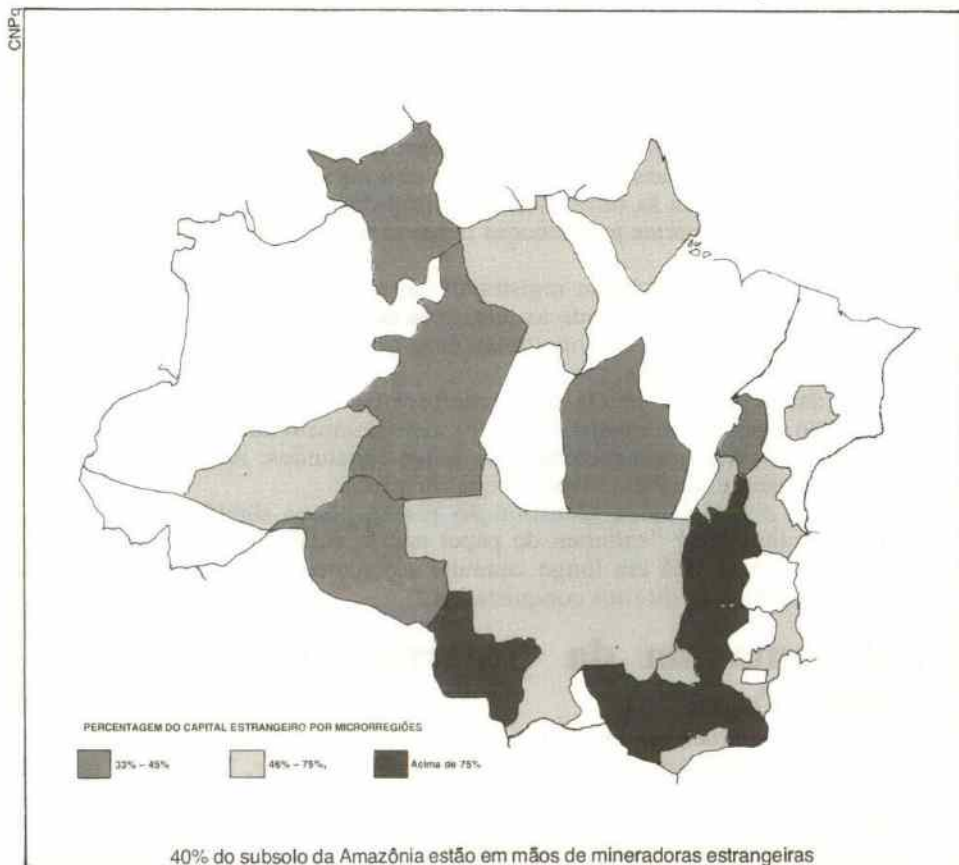 CNPq
PERCENTAGEM DO CAPITAL ESTRANGEIRO POR MICRORREGIÕES
33% – 45%
46% – 75%,
Acima de 75%
40% do subsolo da Amazônia estão em mãos de mineradoras estrangeiras